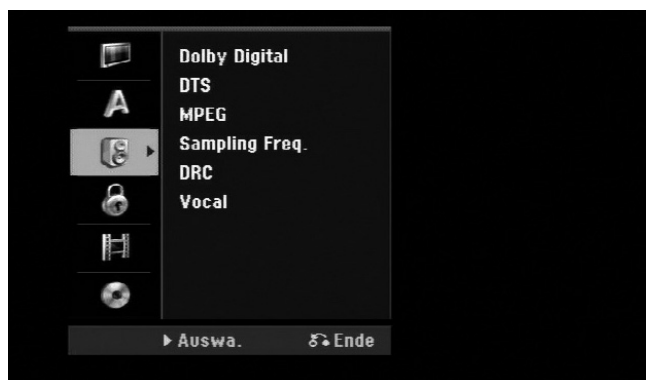 Dolby Digital
DTS
MPEG
Sampling Freq.
DRC
Vocal
Auswa. Ende